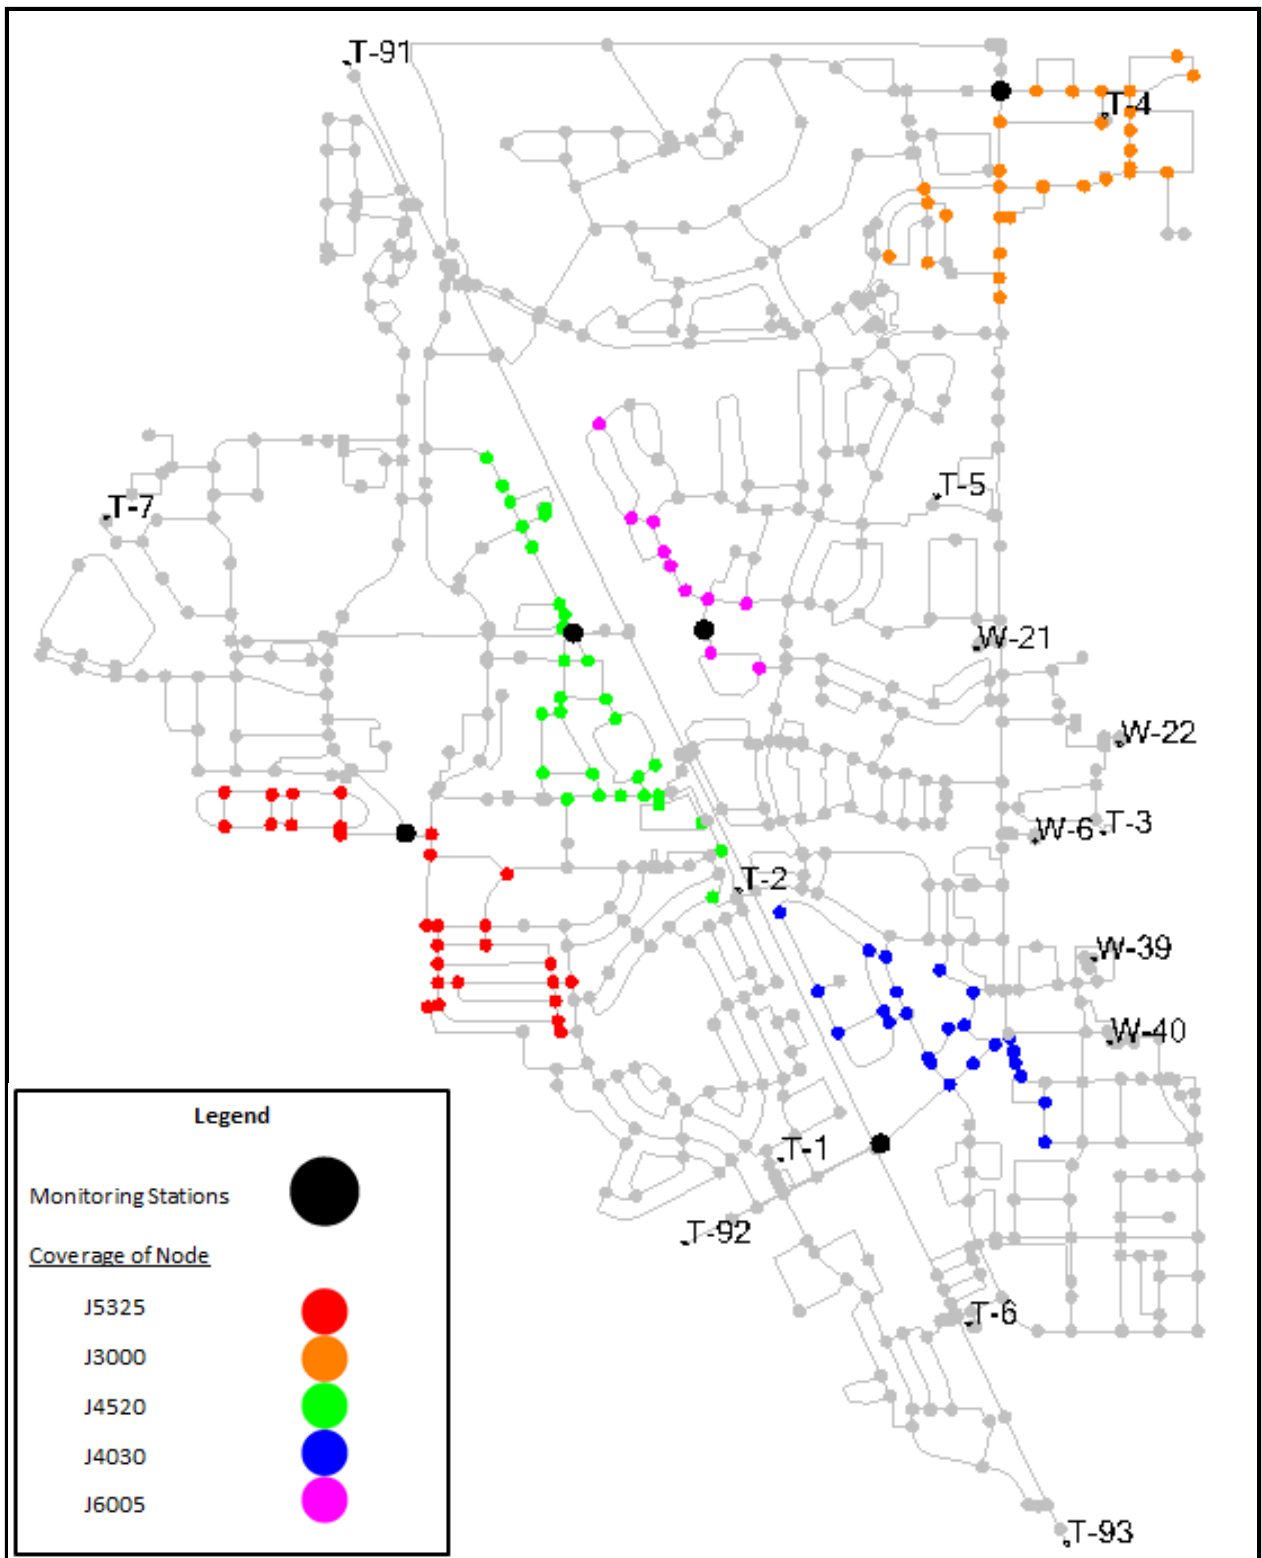 T-91
T-4
T-5
T-7
W-21
W-22
W-6
T-3
T-2
W-39
W-40
T-1
T-92
T-6
T-93
Legend
Monitoring Stations
Coverage of Node
J5325
J3000
J4520
J4030
J6005